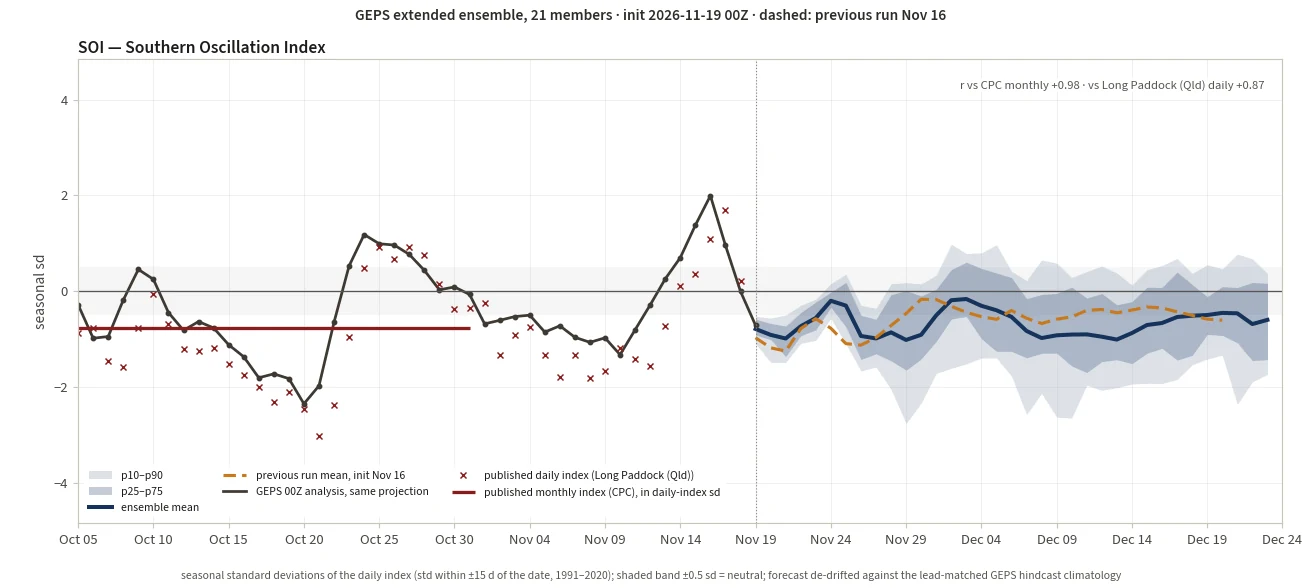 GEPS extended ensemble, 21 members · init 2026-11-19 00Z · dashed: previous run Nov 16
SOI — Southern Oscillation Index
r vs CPC monthly +0.98 · vs Long Paddock (Qld) daily +0.87
seasonal sd
4
2
0
−2
−4
p10–p90
p25–p75
ensemble mean
previous run mean, init Nov 16
GEPS 00Z analysis, same projection
published daily index (Long Paddock (Qld))
published monthly index (CPC), in daily-index sd
Oct 05 Oct 10 Oct 15 Oct 20 Oct 25 Oct 30 Nov 04 Nov 09 Nov 14 Nov 19 Nov 24 Nov 29 Dec 04 Dec 09 Dec 14 Dec 19 Dec 24
seasonal standard deviations of the daily index (std within ±15 d of the date, 1991–2020); shaded band ±0.5 sd = neutral; forecast de-drifted against the lead-matched GEPS hindcast climatology